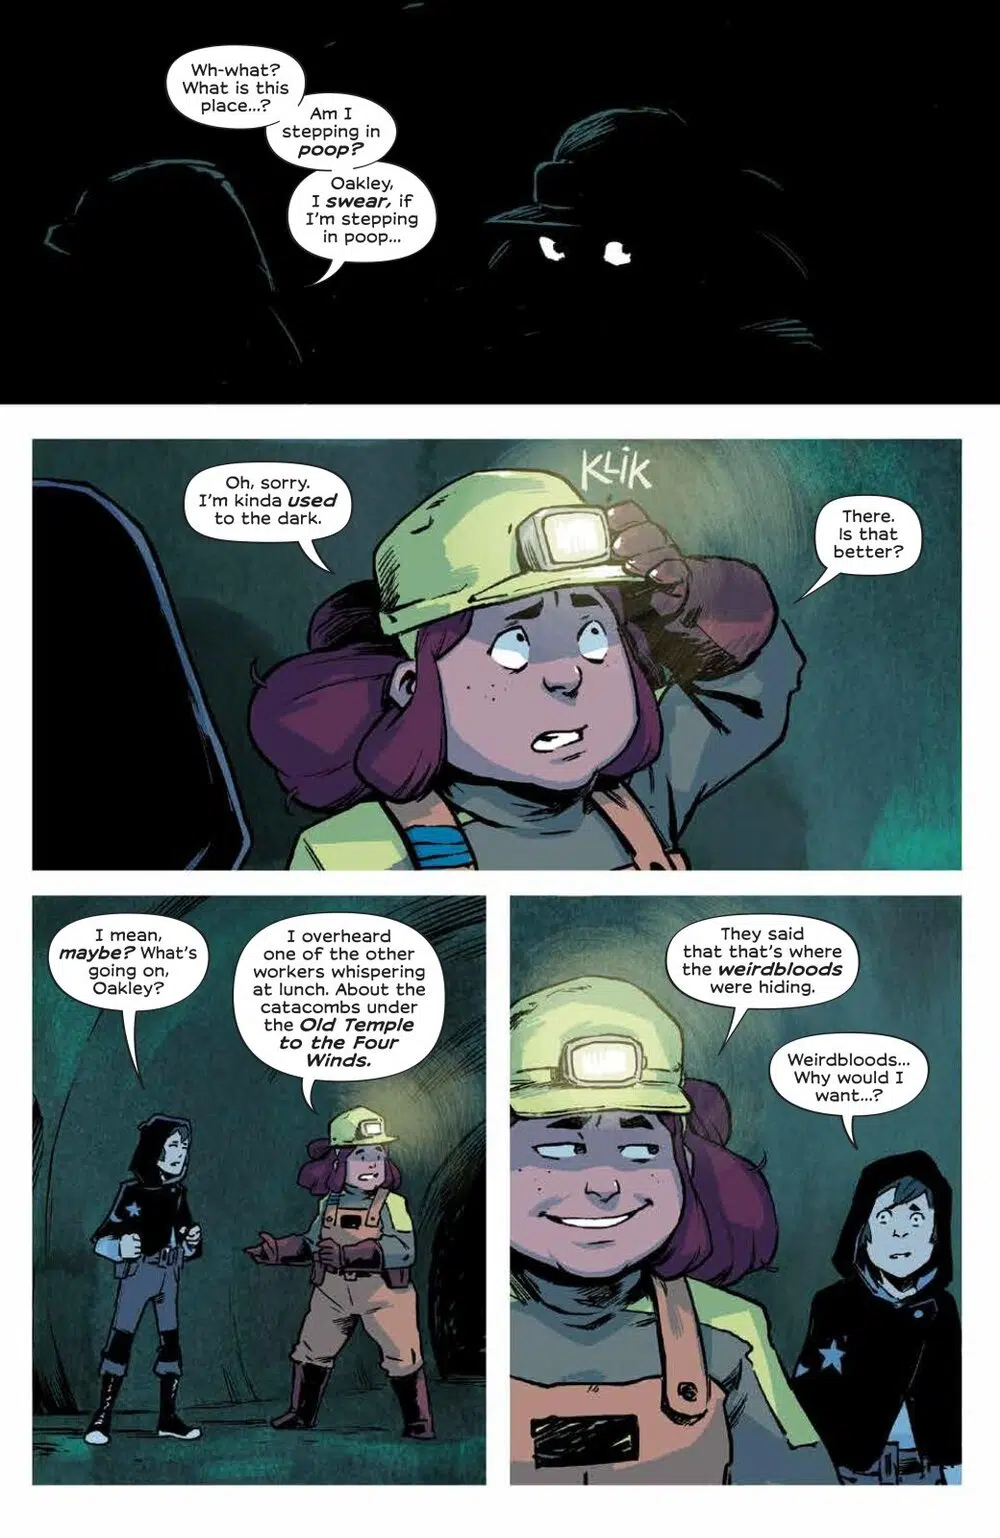 Wh-what?
What is this
place...?
Am I
stepping in
poop?
Oakley,
I swear, if
I'm stepping
in poop...
KLIK
Oh, sorry.
I'm kinda used
to the dark.
There.
Is that
better?
I mean,
maybe? What's
going on,
Oakley?
I overheard
one of the other
workers whispering
at lunch. About the
catacombs under
the Old Temple
to the Four
Winds.
They said
that that's where
the weirdbloods
were hiding.
Weirdbloods...
Why would I
want...?